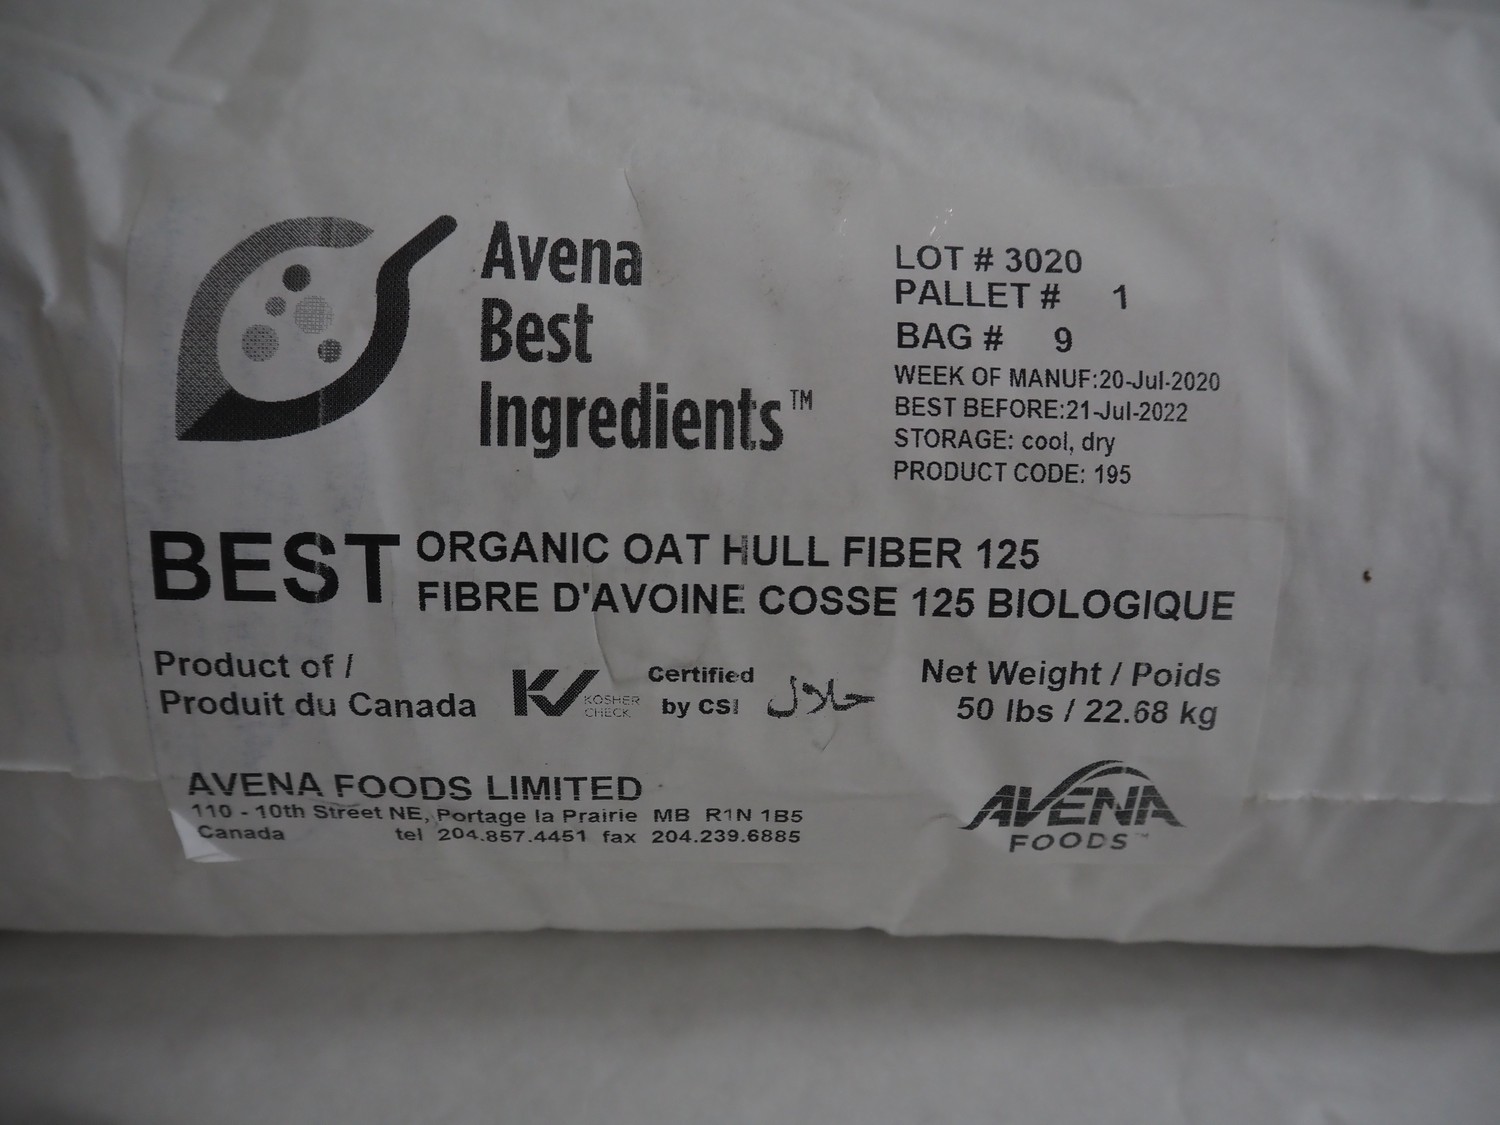 Avena
Best
Ingredients™
LOT # 3020
PALLET # 1
BAG # 9
WEEK OF MANUF:20-Jul-2020
BEST BEFORE:21-Jul-2022
STORAGE: cool, dry
PRODUCT CODE: 195
BEST ORGANIC OAT HULL FIBER 125
FIBRE D'AVOINE COSSE 125 BIOLOGIQUE
Product of /
Produit du Canada
KOSHER
CHECK
Certified
by CSI
حلال
Net Weight / Poids
50 lbs / 22.68 kg
AVENA FOODS LIMITED
110 - 10th Street NE, Portage la Prairie MB R1N 1B5
Canada tel 204.857.4451 fax 204.239.6885
AVENA
FOODS™